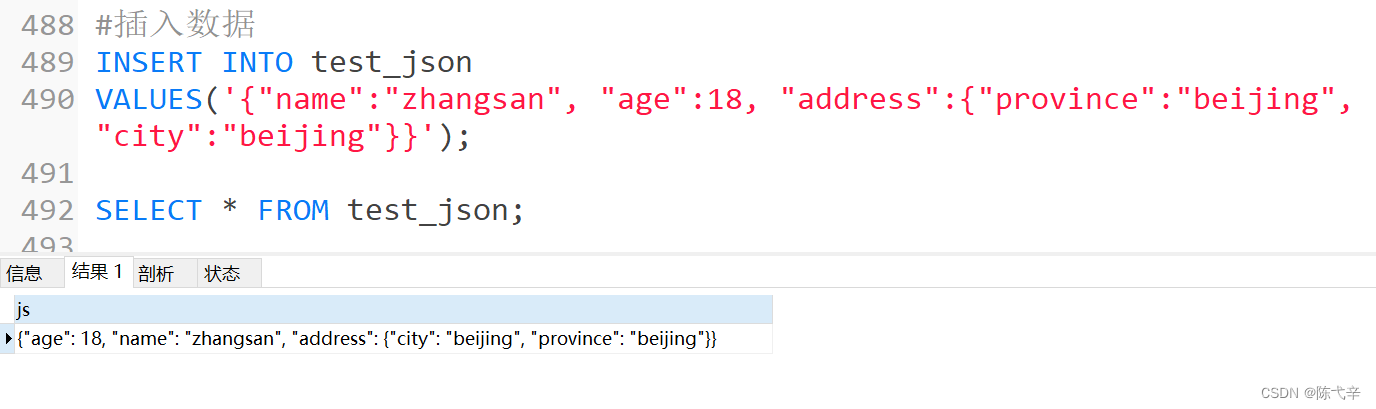 488 #插入数据
489 INSERT INTO test_json
490 VALUES('{"name":"zhangsan", "age":18, "address":{"province":"beijing",
"city":"beijing"}}');
491
492 SELECT * FROM test_json;
493
信息 结果 1 剖析 状态
js
{"age": 18, "name": "zhangsan", "address": {"city": "beijing", "province": "beijing"}}
CSDN @陈弋辛